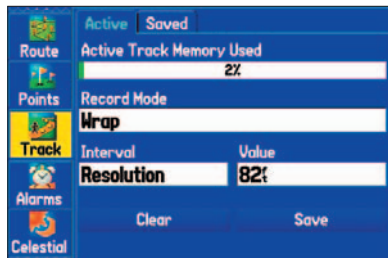 Active Saved
Route
Active Track Memory Used
2%
Points
Record Mode
Wrap
Track
Interval Value
Resolution 82ft
Alarms
Clear Save
Celestial